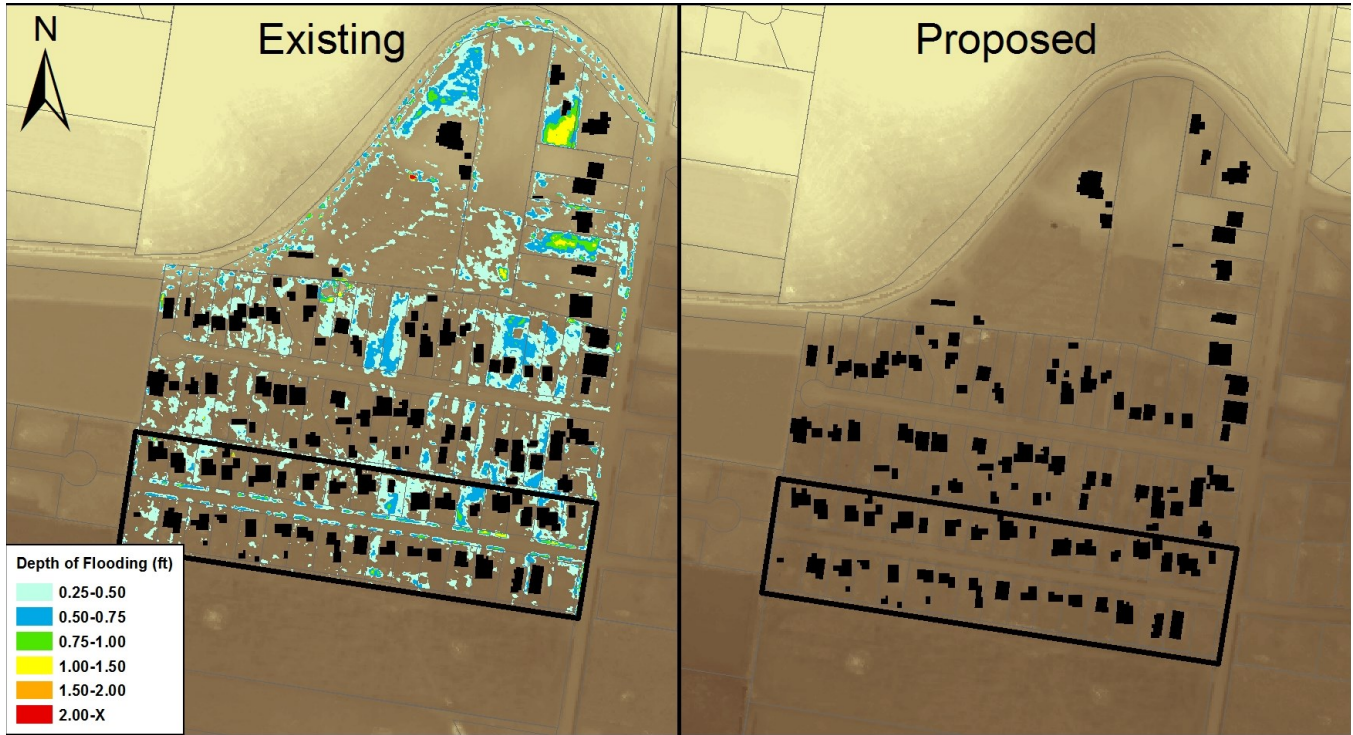 Existing
Proposed
N
Depth of Flooding (ft)
0.25-0.50
0.50-0.75
0.75-1.00
1.00-1.50
1.50-2.00
2.00-X